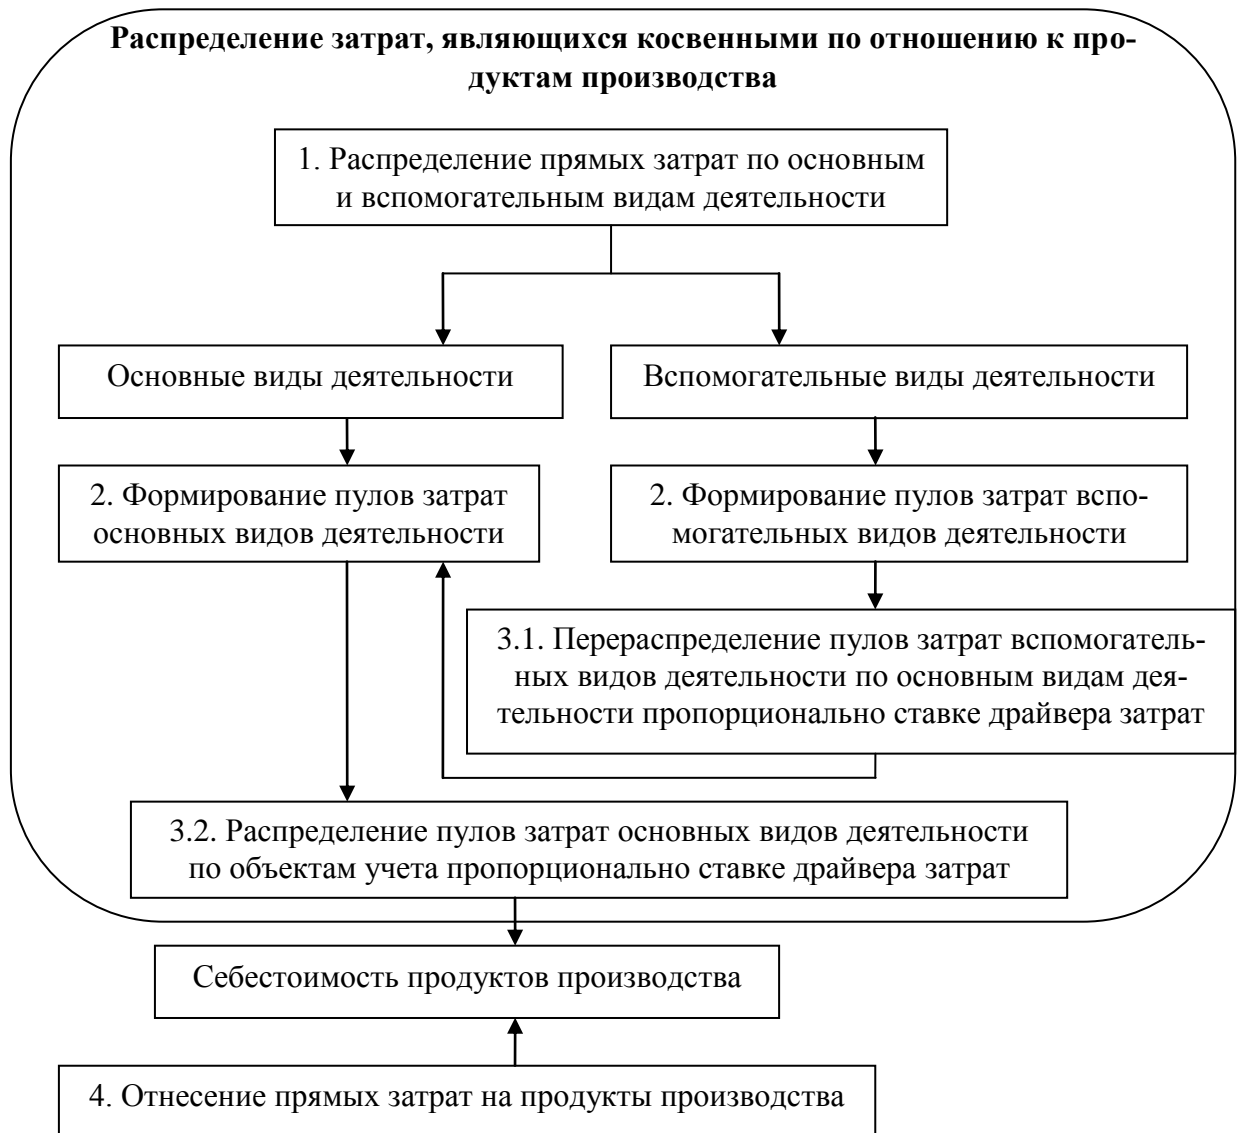 Распределение затрат, являющихся косвенными по отношению к про-
дуктам производства
1. Распределение прямых затрат по основным
и вспомогательным видам деятельности
Основные виды деятельности
Вспомогательные виды деятельности
2. Формирование пулов затрат
основных видов деятельности
2. Формирование пулов затрат вспо-
могательных видов деятельности
3.1. Перераспределение пулов затрат вспомогатель-
ных видов деятельности по основным видам дея-
тельности пропорционально ставке драйвера затрат
3.2. Распределение пулов затрат основных видов деятельности
по объектам учета пропорционально ставке драйвера затрат
Себестоимость продуктов производства
4. Отнесение прямых затрат на продукты производства